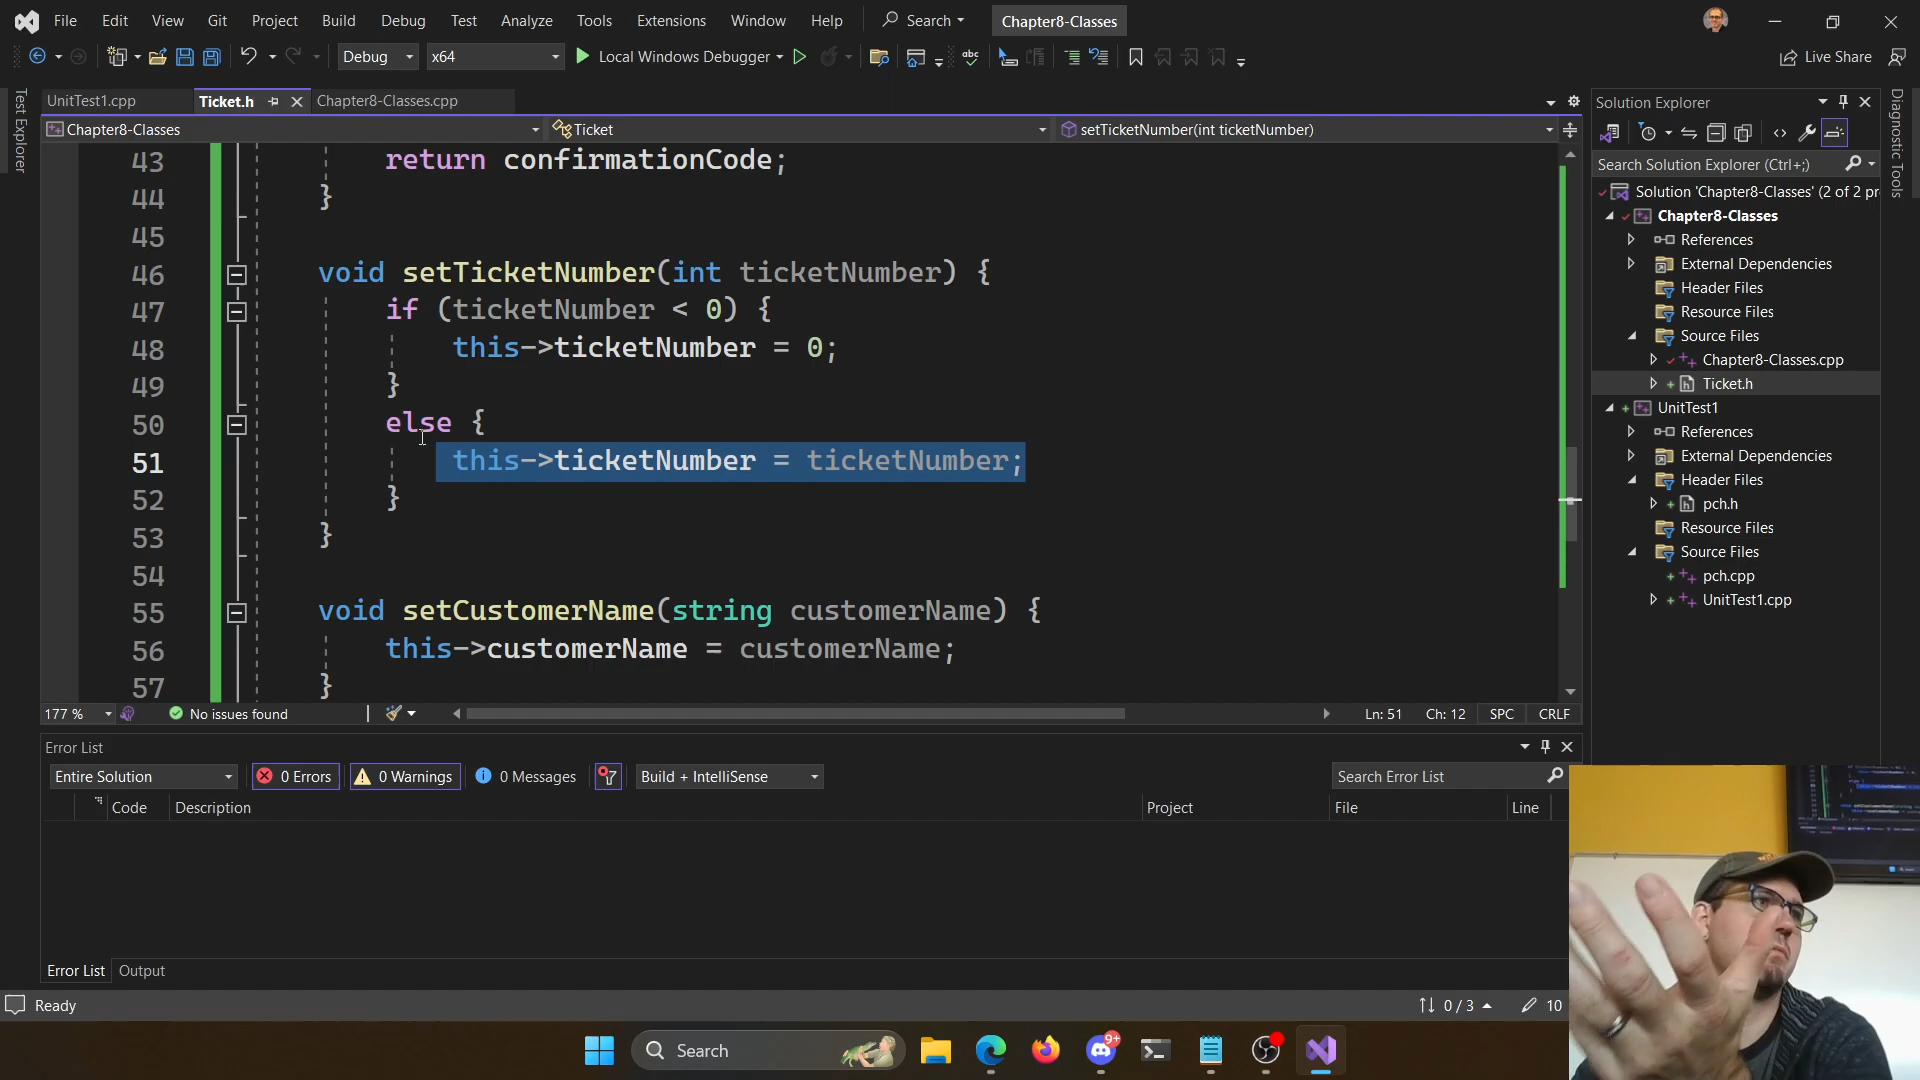 File Edit View Git Project Build Debug Test Analyze Tools Extensions Window Help Search Chapter8-Classes
Debug x64 Local Windows Debugger abc Live Share
UnitTest1.cpp Ticket.h Chapter8-Classes.cpp
Chapter8-Classes Ticket setTicketNumber(int ticketNumber)
Test Explorer
43 return confirmationCode;
44 }
45
46 void setTicketNumber(int ticketNumber) {
47 if (ticketNumber < 0) {
48 this->ticketNumber = 0;
49 }
50 else {
51 this->ticketNumber = ticketNumber;
52 }
53 }
54
55 void setCustomerName(string customerName) {
56 this->customerName = customerName;
57 }
177 % No issues found Ln: 51 Ch: 12 SPC CRLF
Solution Explorer
Search Solution Explorer (Ctrl+;)
Solution 'Chapter8-Classes' (2 of 2 pr
Chapter8-Classes
References
External Dependencies
Header Files
Resource Files
Source Files
Chapter8-Classes.cpp
Ticket.h
UnitTest1
References
External Dependencies
Header Files
pch.h
Resource Files
Source Files
pch.cpp
UnitTest1.cpp
Diagnostic Tools
Error List
Entire Solution 0 Errors 0 Warnings 0 Messages Build + IntelliSense Search Error List
Code Description Project File Line
Error List Output
Ready 0 / 3 10
Search 9+